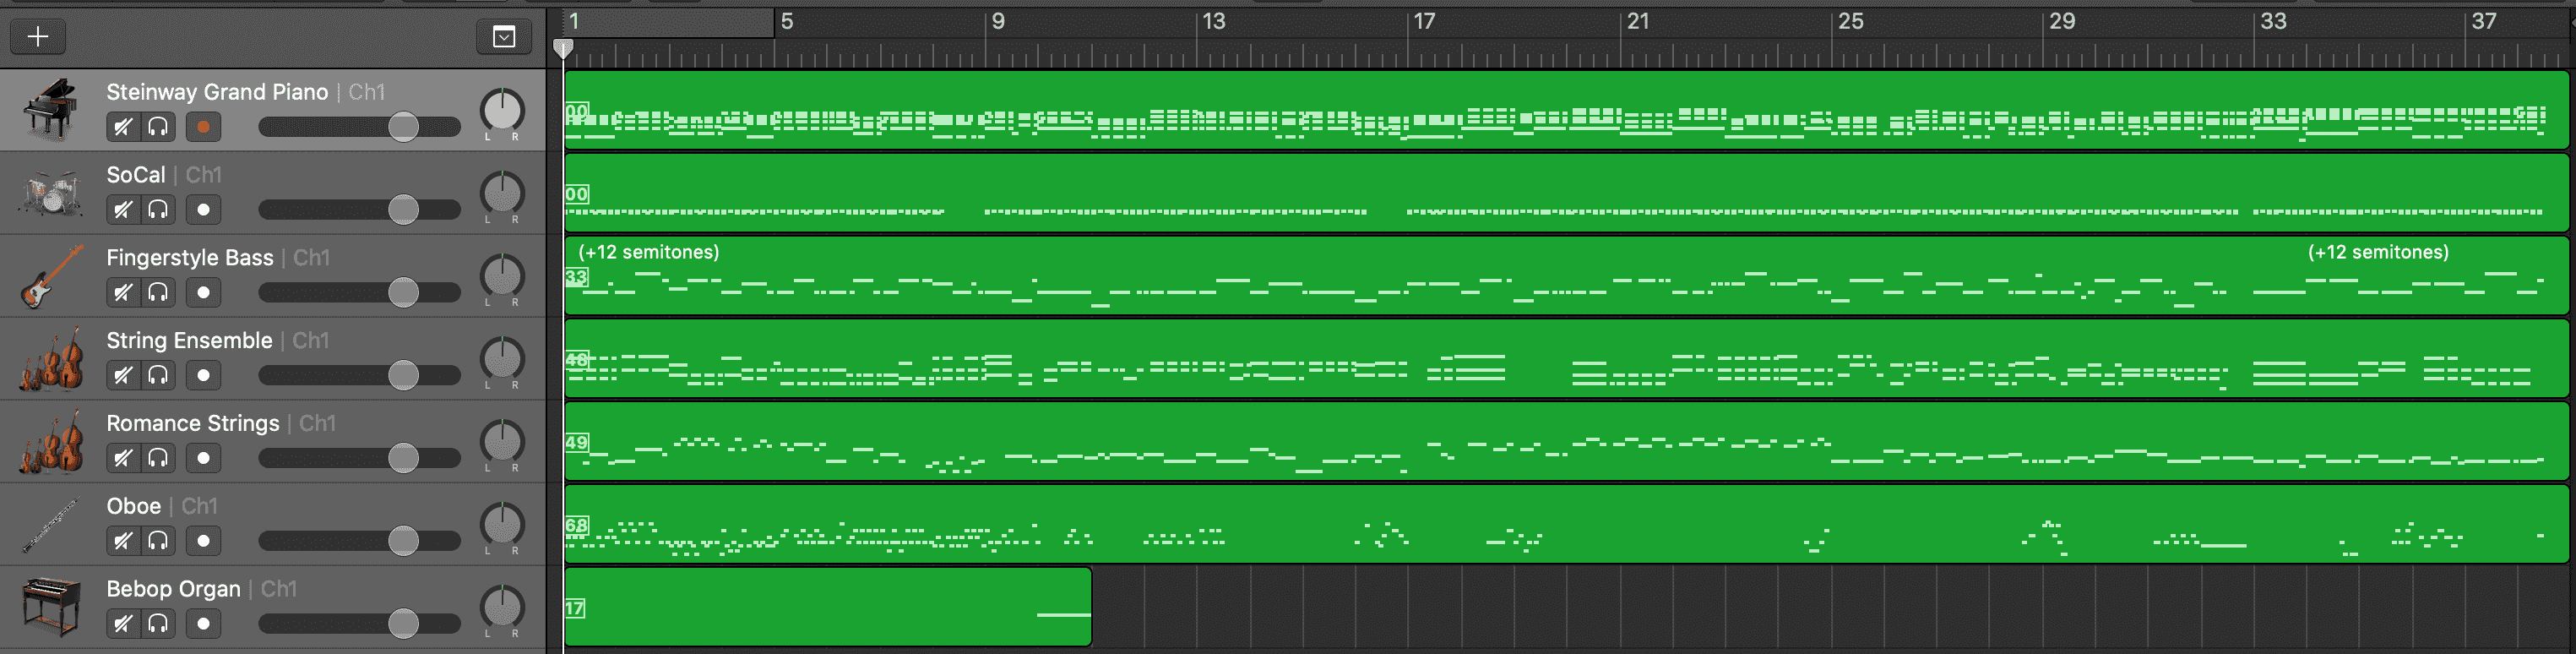 1 5 9 13 17 21 25 29 33 37
Steinway Grand Piano | Ch1
L R
00
SoCal | Ch1
L R
00
Fingerstyle Bass | Ch1
L R
(+12 semitones) (+12 semitones)
33
String Ensemble | Ch1
L R
48
Romance Strings | Ch1
L R
49
Oboe | Ch1
L R
68
Bebop Organ | Ch1
L R
17